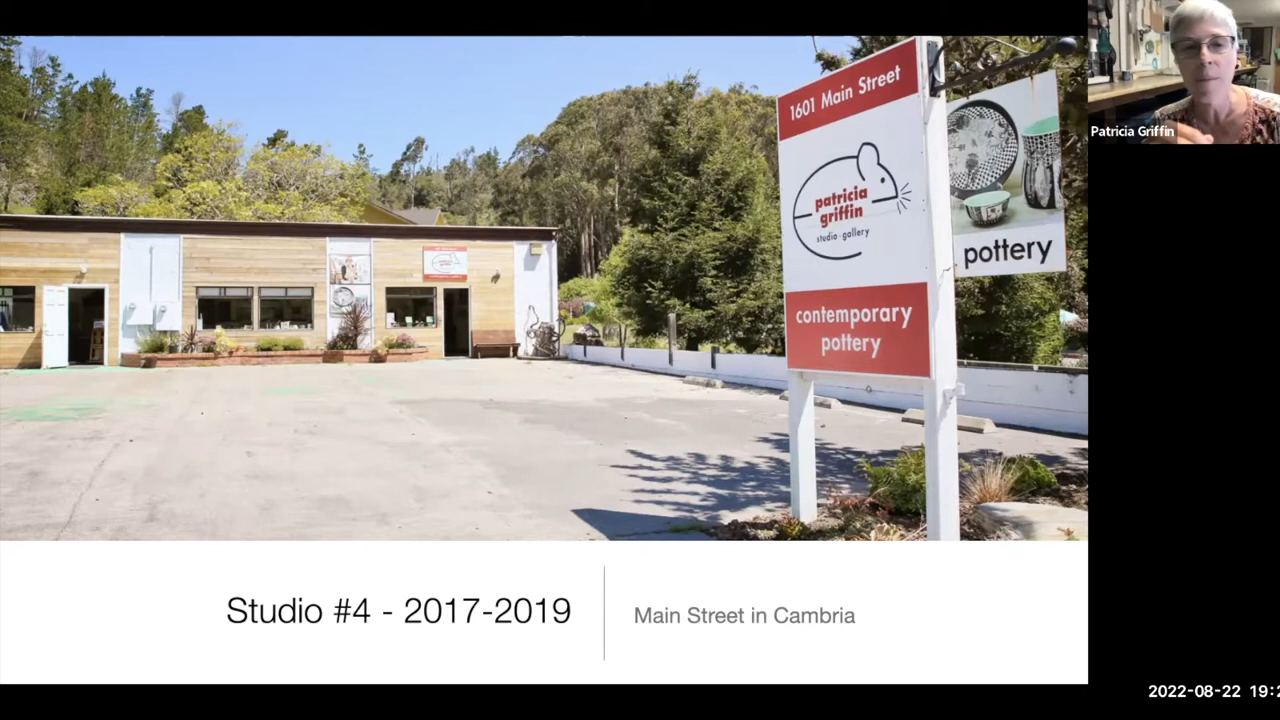 1601 Main Street
patricia
griffin
studio-gallery
contemporary
pottery
pottery
Patricia Griffin
Studio #4 - 2017-2019
Main Street in Cambria
2022-08-22 19:2